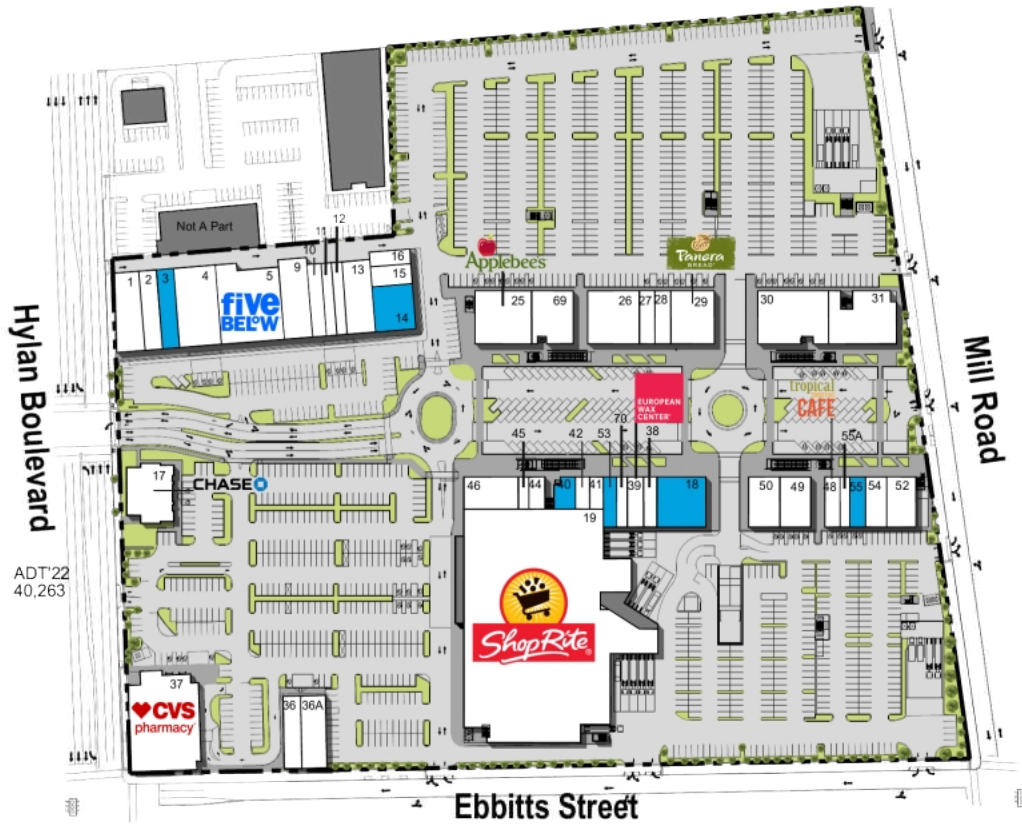 12
11
Not A Part
10
1
2
3
4
5
9
13
16
15
14
five
BELOW
Applebee's
Panera
BREAD
25
69
26
27
28
29
30
31
Hylan Boulevard
Mill Road
EUROPEAN
WAX
CENTER
tropical
CAFE
70
45
42
53
38
55A
17
CHASE
46
44
40
41
39
18
50
49
48
55
54
52
19
ADT'22
40,263
ShopRite
37
CVS
pharmacy
36
36A
Ebbitts Street